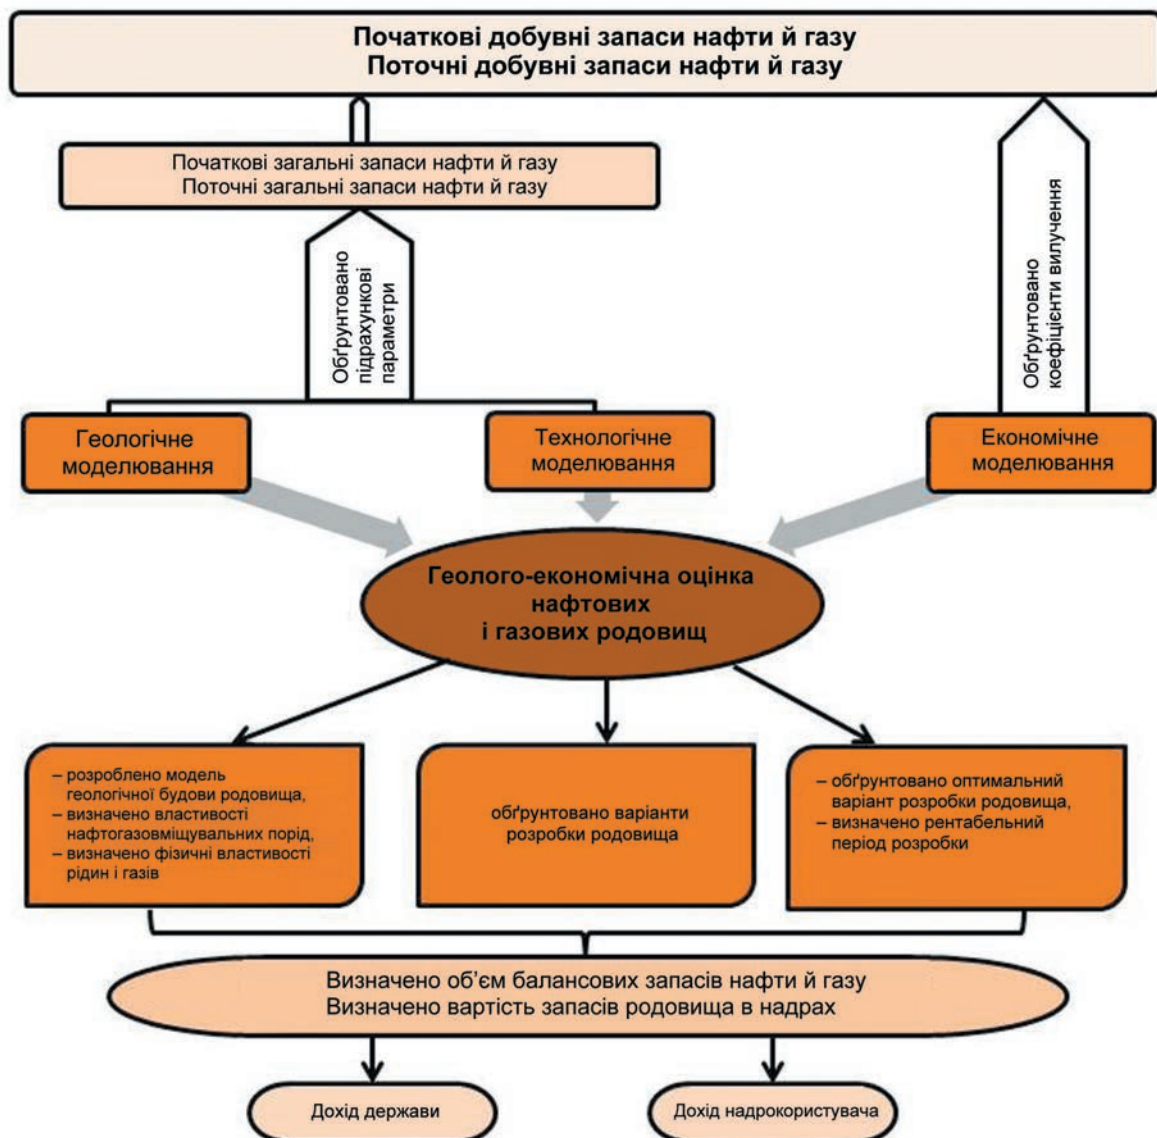 Початкові добувні запаси нафти й газу
Поточні добувні запаси нафти й газу
Початкові загальні запаси нафти й газу
Поточні загальні запаси нафти й газу
Обґрунтовано
підрахункові
параметри
Обґрунтовано
коефіцієнти вилучення
Геологічне
моделювання
Технологічне
моделювання
Економічне
моделювання
Геолого-економічна оцінка
нафтових
і газових родовищ
– розроблено модель
геологічної будови родовища,
– визначено властивості
нафтогазовміщувальних порід,
– визначено фізичні властивості
рідин і газів
обґрунтовано варіанти
розробки родовища
– обґрунтовано оптимальний
варіант розробки родовища,
– визначено рентабельний
період розробки
Визначено об’єм балансових запасів нафти й газу
Визначено вартість запасів родовища в надрах
Дохід держави
Дохід надрокористувача